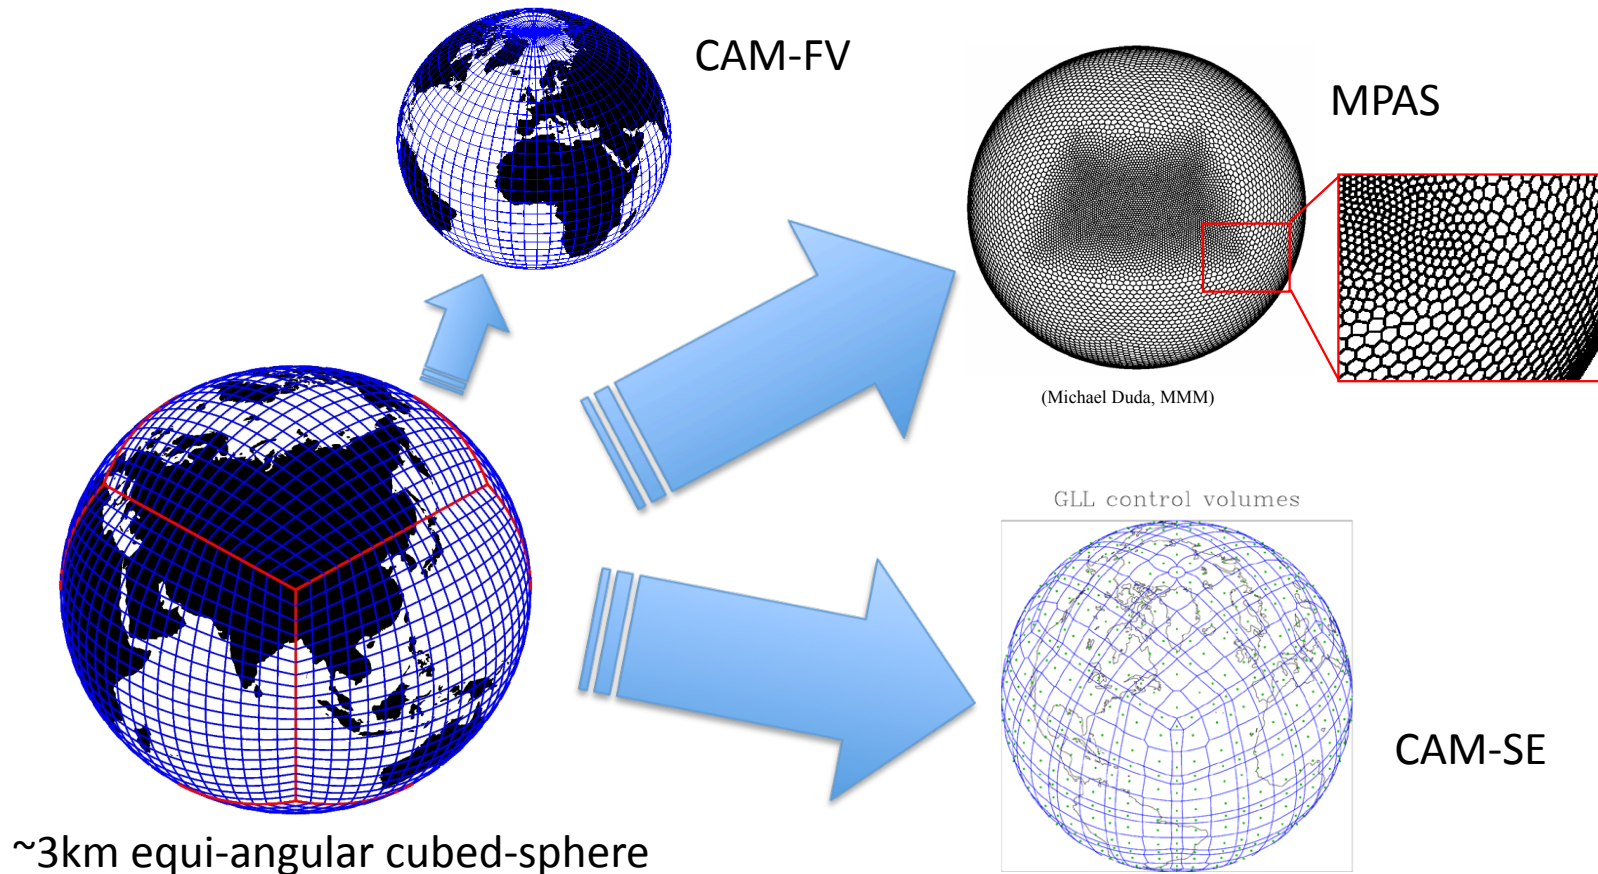 CAM-FV
MPAS
(Michael Duda, MMM)
GLL control volumes
CAM-SE
~3km equi-angular cubed-sphere